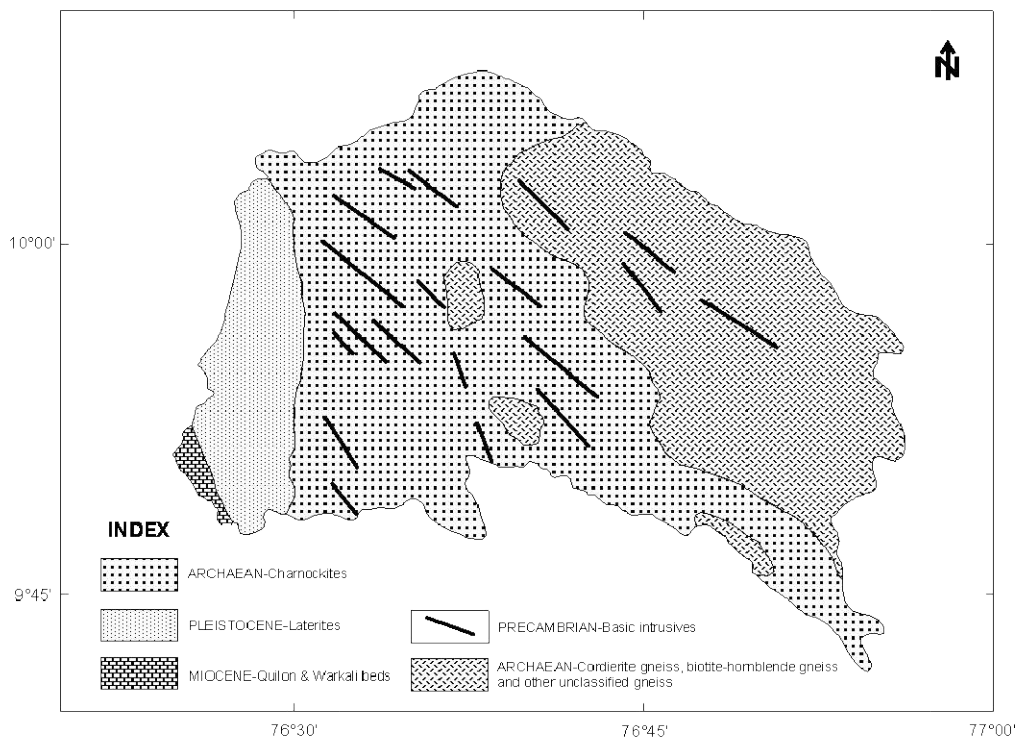 N
10°00'
9°45'
INDEX
ARCHAEAN-Charnockites
PLEISTOCENE-Laterites
MIOCENE-Quilon & Warkali beds
PRECAMBRIAN-Basic intrusives
ARCHAEAN-Cordierite gneiss, biotite-hornblende gneiss
and other unclassified gneiss
76°30'
76°45'
77°00'